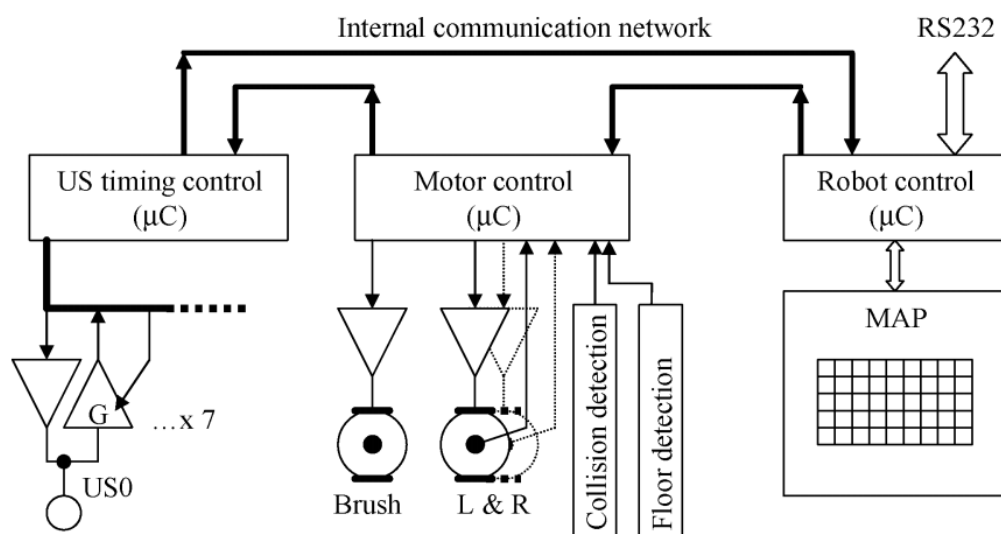 Internal communication network
RS232
US timing control
(µC)
Motor control
(µC)
Robot control
(µC)
MAP
G
...x 7
US0
Brush
L & R
Collision detection
Floor detection